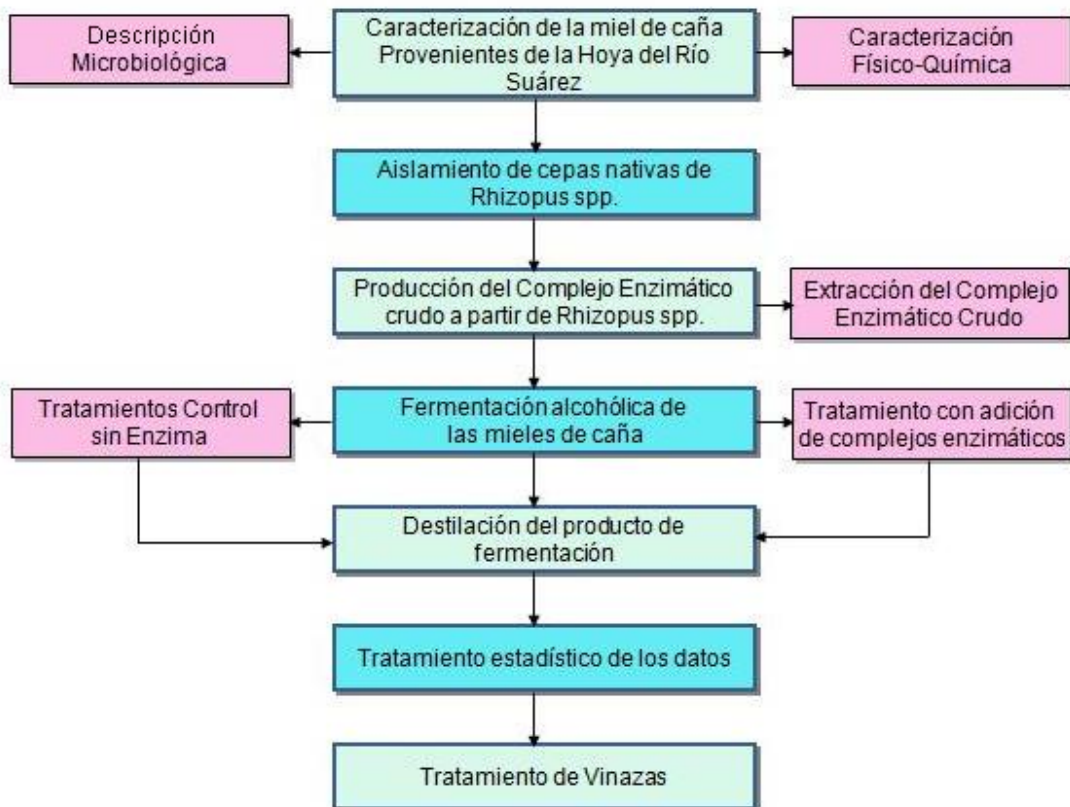 Descripción
Microbiológica
Caracterización de la miel de caña
Provenientes de la Hoya del Río
Suárez
Caracterización
Físico-Química
Aislamiento de cepas nativas de
Rhizopus spp.
Producción del Complejo Enzimático
crudo a partir de Rhizopus spp.
Extracción del Complejo
Enzimático Crudo
Tratamientos Control
sin Enzima
Fermentación alcohólica de
las mieles de caña
Tratamiento con adición
de complejos enzimáticos
Destilación del producto de
fermentación
Tratamiento estadístico de los datos
Tratamiento de Vinazas